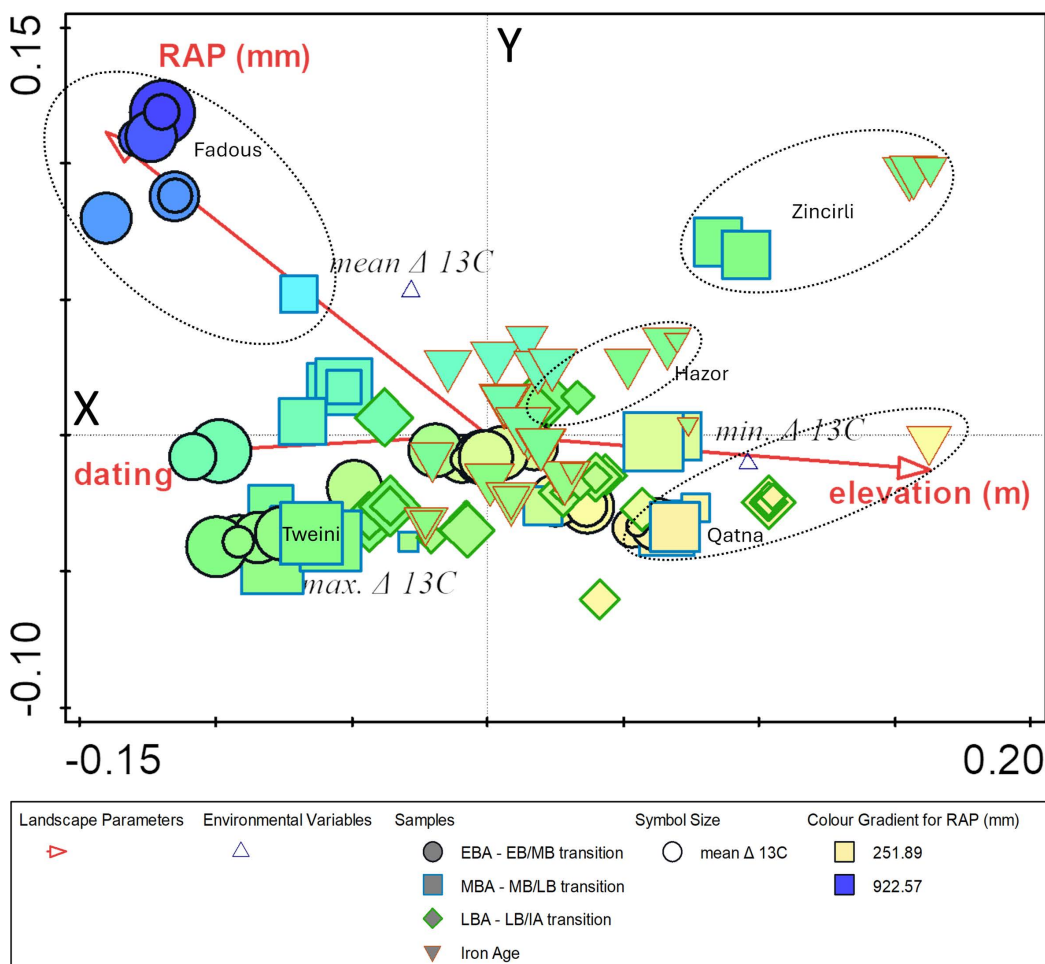 0.15
Y
RAP (mm)
Fadous
Zincirli
mean Δ 13C
Hazor
X
min. Δ 13C
dating
elevation (m)
Tweini
Qatna
max. Δ 13C
-0.10
-0.15
0.20
Landscape Parameters
Environmental Variables
Samples
Symbol Size
Colour Gradient for RAP (mm)
EBA - EB/MB transition
mean Δ 13C
251.89
MBA - MB/LB transition
922.57
LBA - LB/IA transition
Iron Age